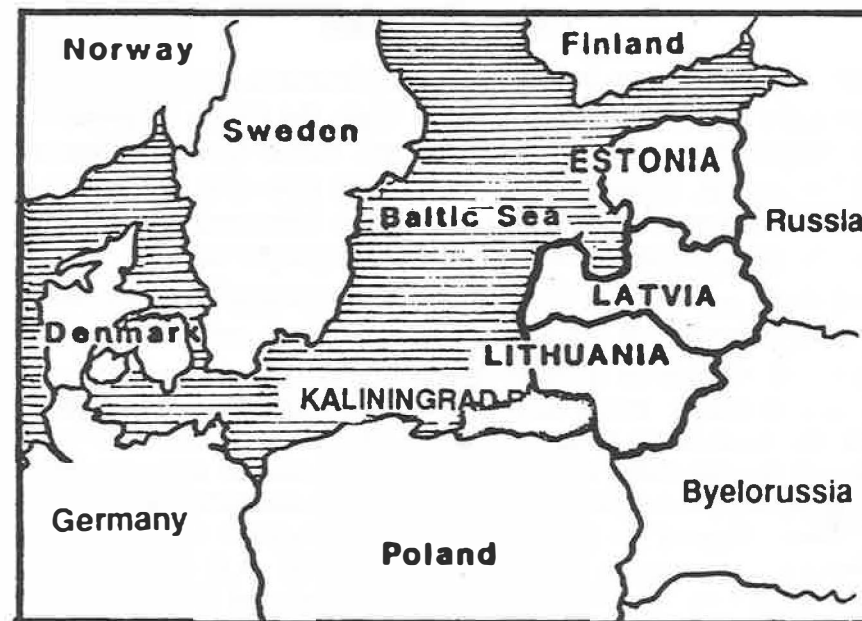 Norway
Finland
Sweden
ESTONIA
Baltic Sea
Russia
LATVIA
Denmark
LITHUANIA
KALININGRAD R
Byelorussia
Germany
Poland